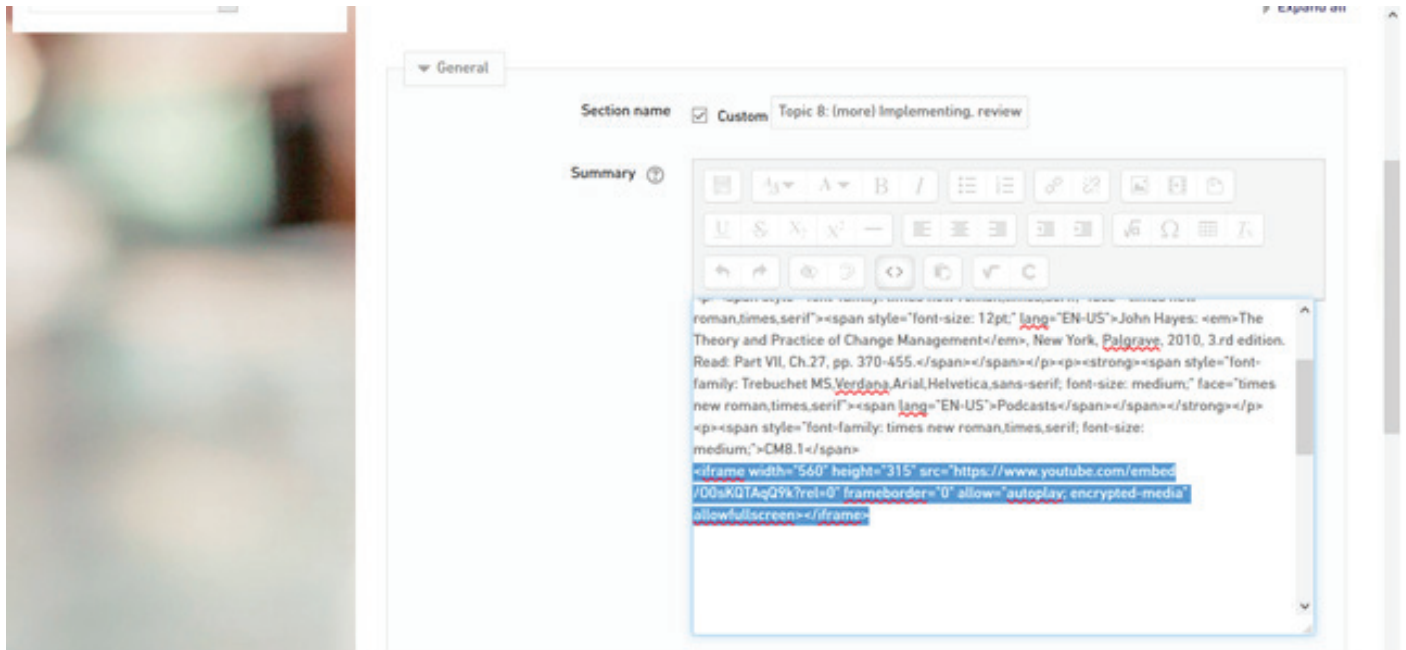 Expand all
General
Section name
Custom
Topic 8: (more) Implementing, review
Summary
roman,times,serif"><span style="font-size: 12pt;" lang="EN-US">John Hayes: <em>The
Theory and Practice of Change Management</em>, New York, Palgrave, 2010, 3.rd edition.
Read: Part VII, Ch.27, pp. 370-455.</span></span></p><p><strong><span style="font-
family: Trebuchet MS,Verdana,Arial,Helvetica,sans-serif; font-size: medium;" face="times
new roman,times,serif"><span lang="EN-US">Podcasts</span></span></strong></p>
<p><span style="font-family: times new roman,times,serif; font-size:
medium;">CM8.1</span>
<iframe width="560" height="315" src="https://www.youtube.com/embed
/O0sKQTAqQ9k?rel=0" frameborder="0" allow="autoplay; encrypted-media"
allowfullscreen></iframe>